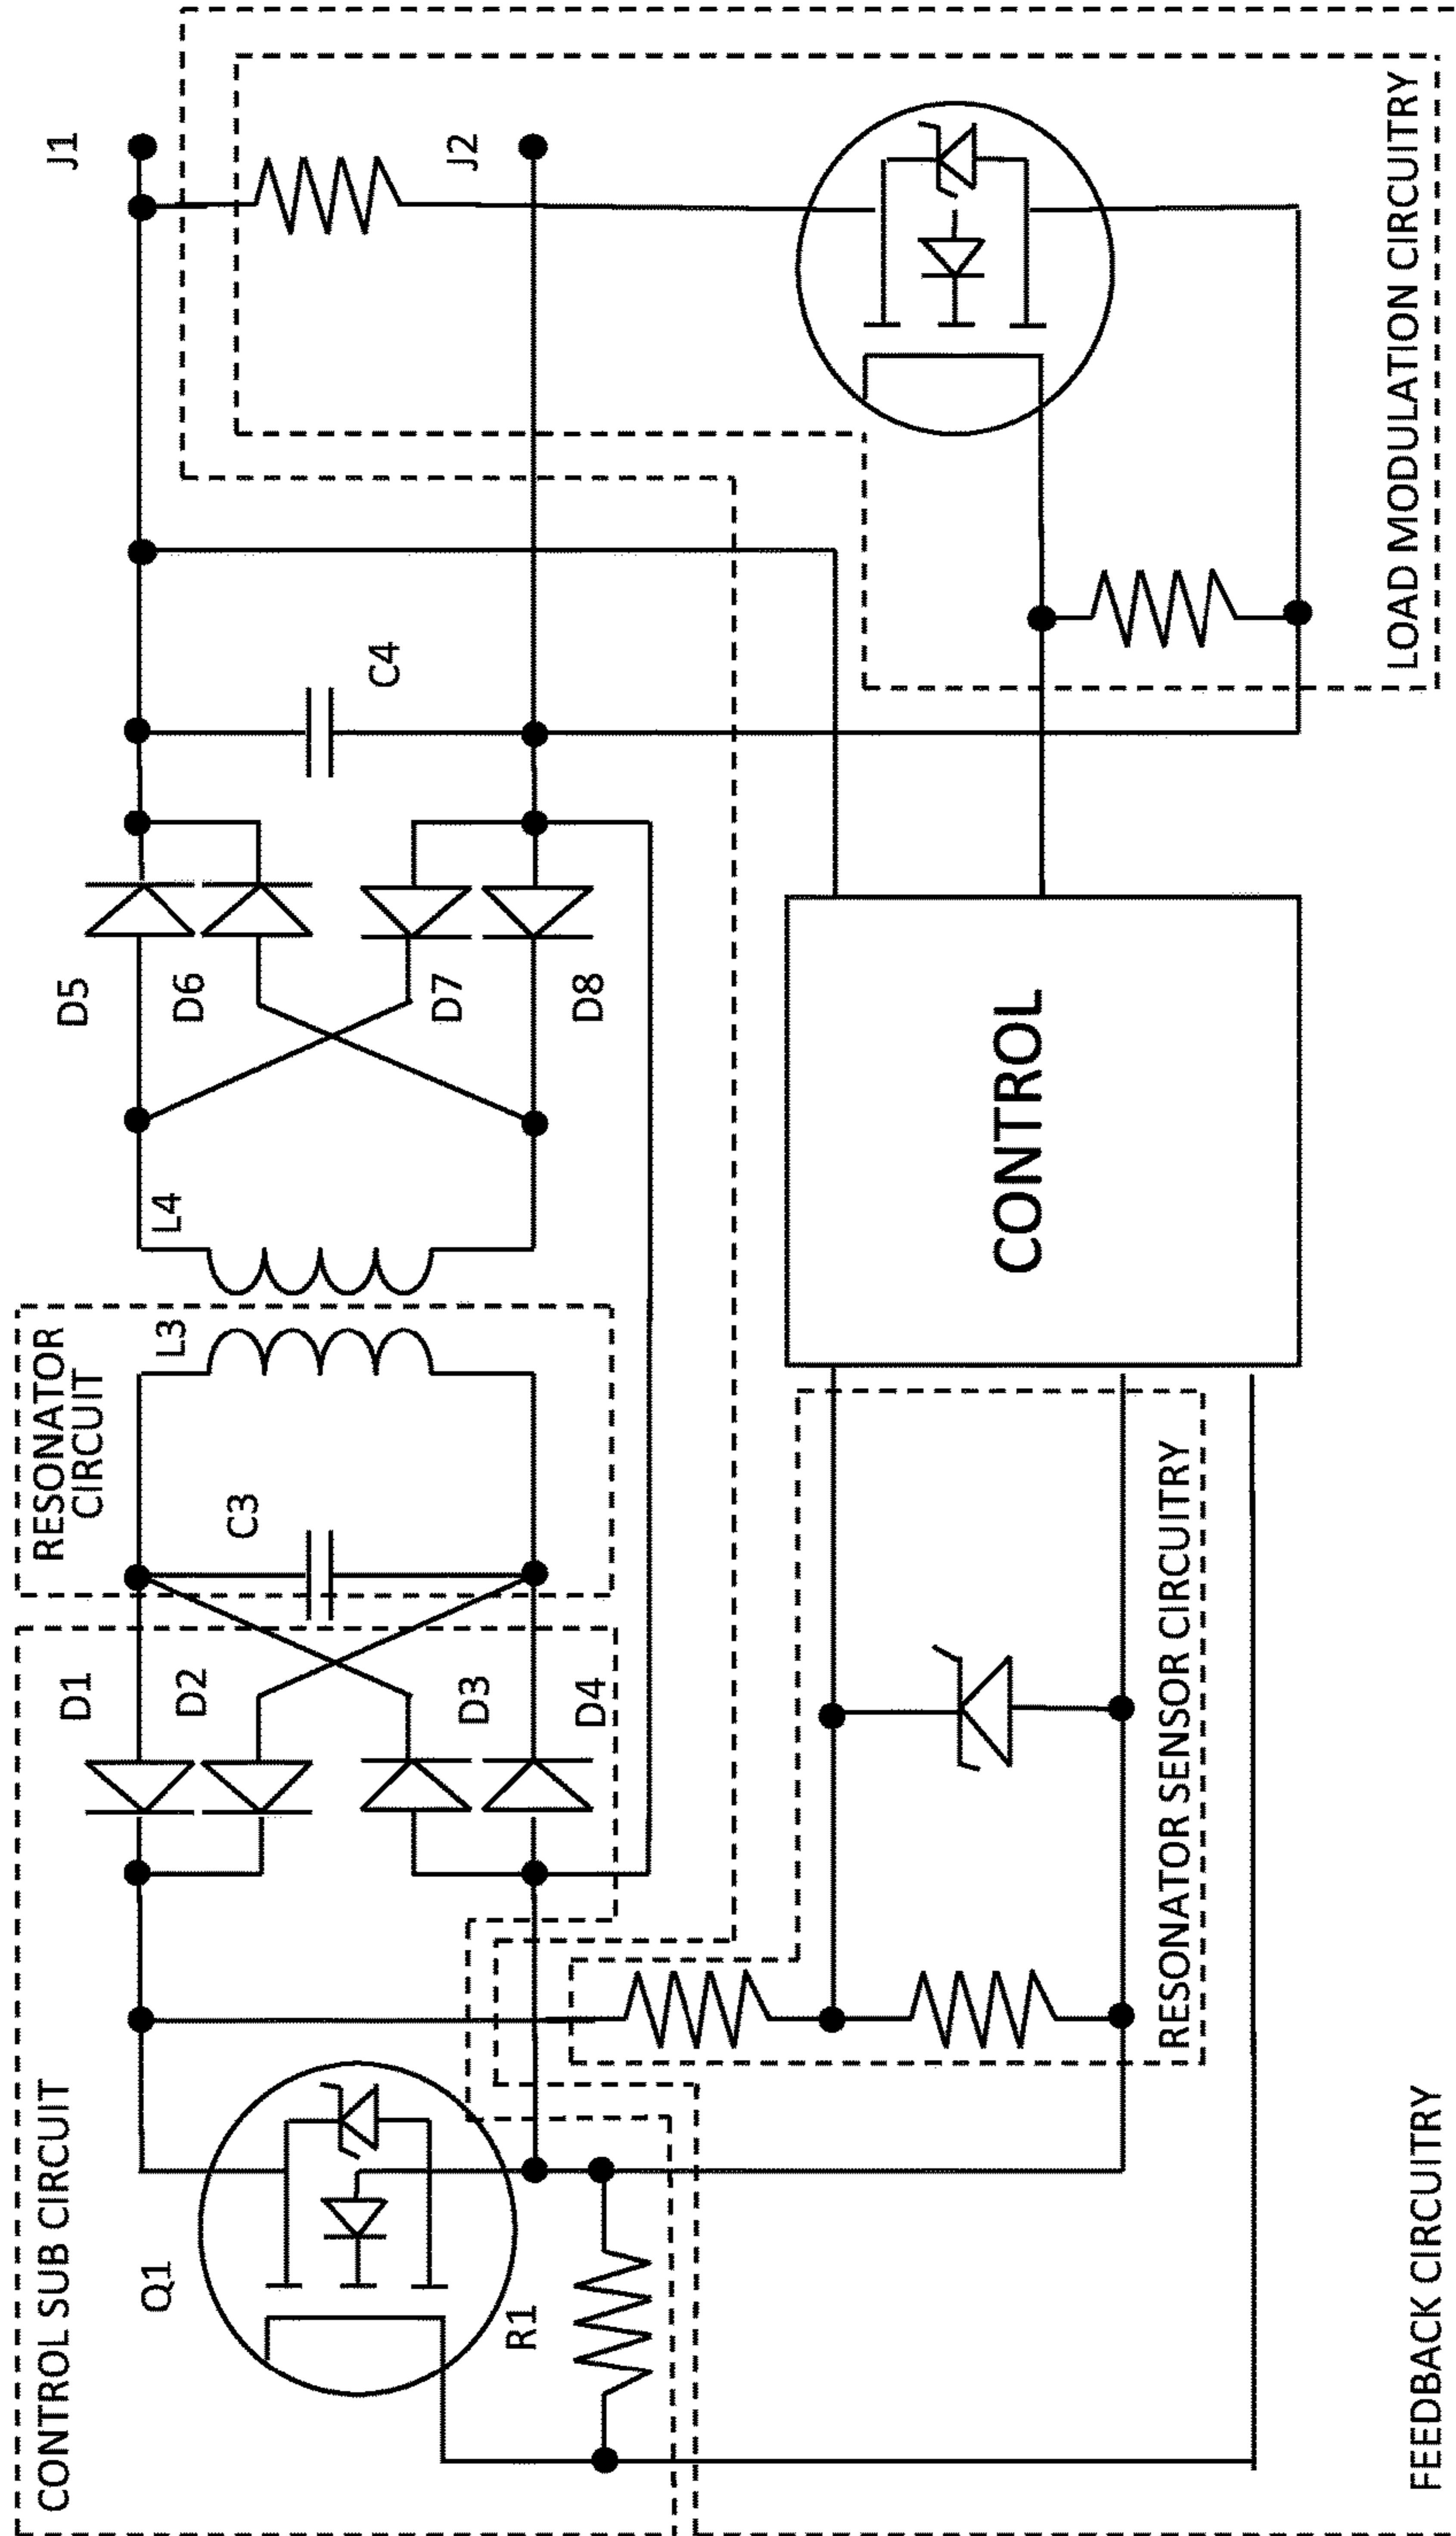 CONTROL SUB CIRCUIT
Q1
R1
D1
D2
D3
D4
RESONATOR
CIRCUIT
C3
L3
L4
D5
D6
D7
D8
C4
J1
J2
RESONATOR SENSOR CIRCUITRY
CONTROL
LOAD MODULATION CIRCUITRY
FEEDBACK CIRCUITRY